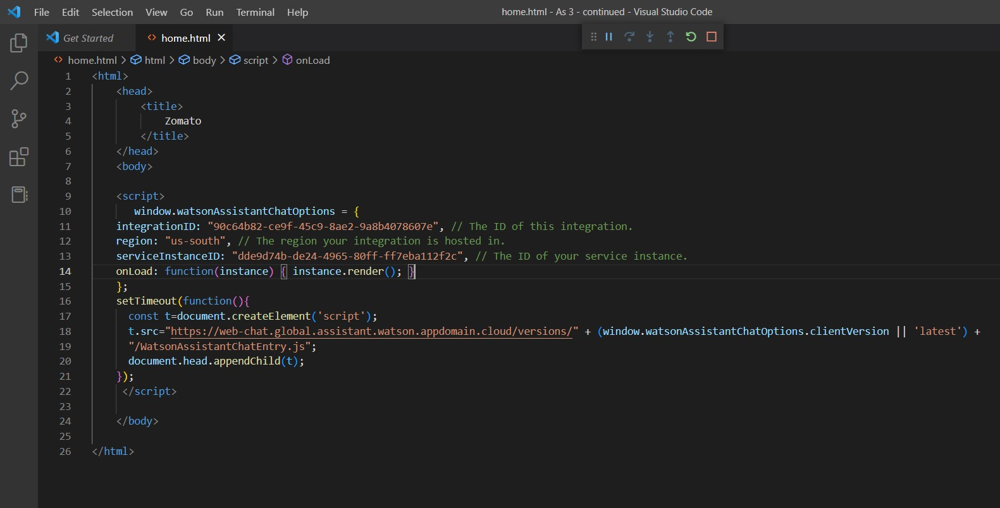 File Edit Selection View Go Run Terminal Help home.html - As 3 - continued - Visual Studio Code
Get Started home.html
home.html > html > body > script > onLoad
1 <html>
2 <head>
3 <title>
4 Zomato
5 </title>
6 </head>
7 <body>
8
9 <script>
10 window.watsonAssistantChatOptions = {
11 integrationID: "90c64b82-ce9f-45c9-8ae2-9a8b4078607e", // The ID of this integration.
12 region: "us-south", // The region your integration is hosted in.
13 serviceInstanceID: "dde9d74b-de24-4965-80ff-ff7eba112f2c", // The ID of your service instance.
14 onLoad: function(instance) { instance.render(); }
15 };
16 setTimeout(function(){
17 const t=document.createElement('script');
18 t.src="https://web-chat.global.assistant.watson.appdomain.cloud/versions/" + (window.watsonAssistantChatOptions.clientVersion || 'latest') +
19 "/WatsonAssistantChatEntry.js";
20 document.head.appendChild(t);
21 });
22 </script>
23
24 </body>
25
26 </html>